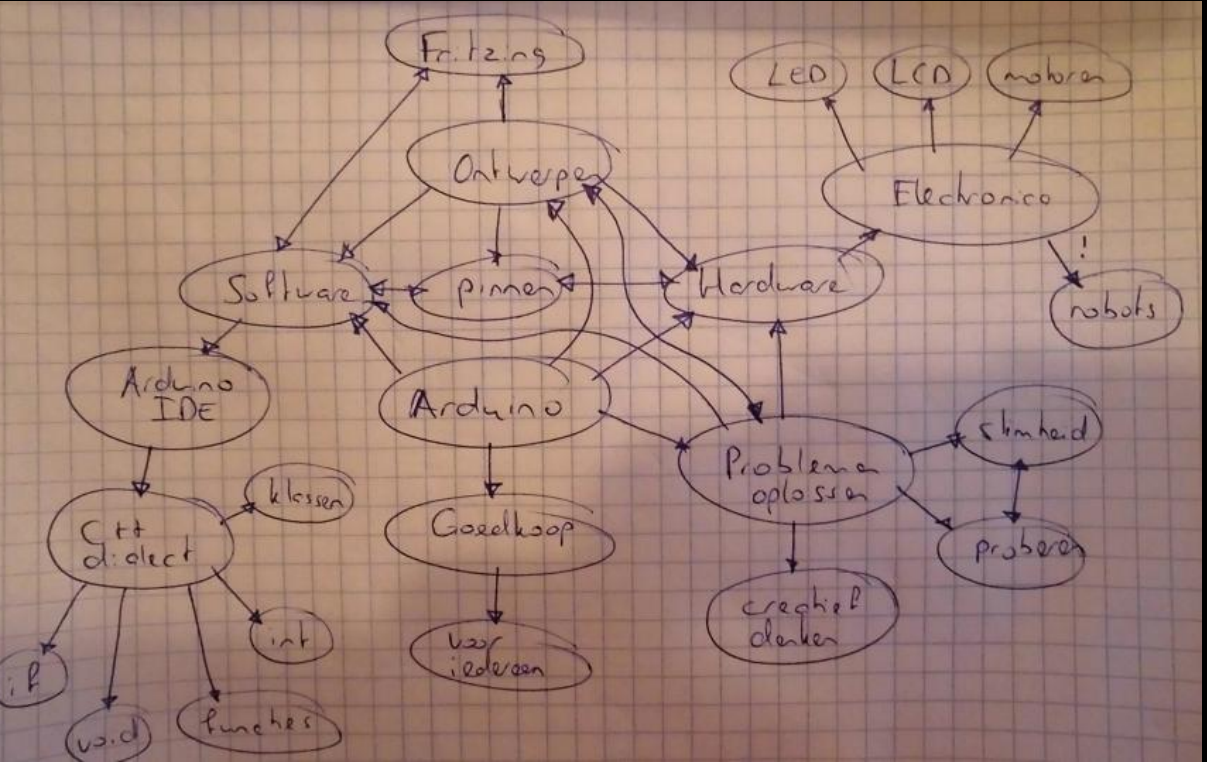 Fritzing
LED
LCD
motoren
Ontwerpen
Electronica
!
Software
pinnen
Hardware
robots
Arduino
IDE
Arduino
slimheid
Problemen
oplossen
klassen
C++
dialect
Goedkoop
proberen
creatief
denken
int
voor
iedereen
if
void
functies